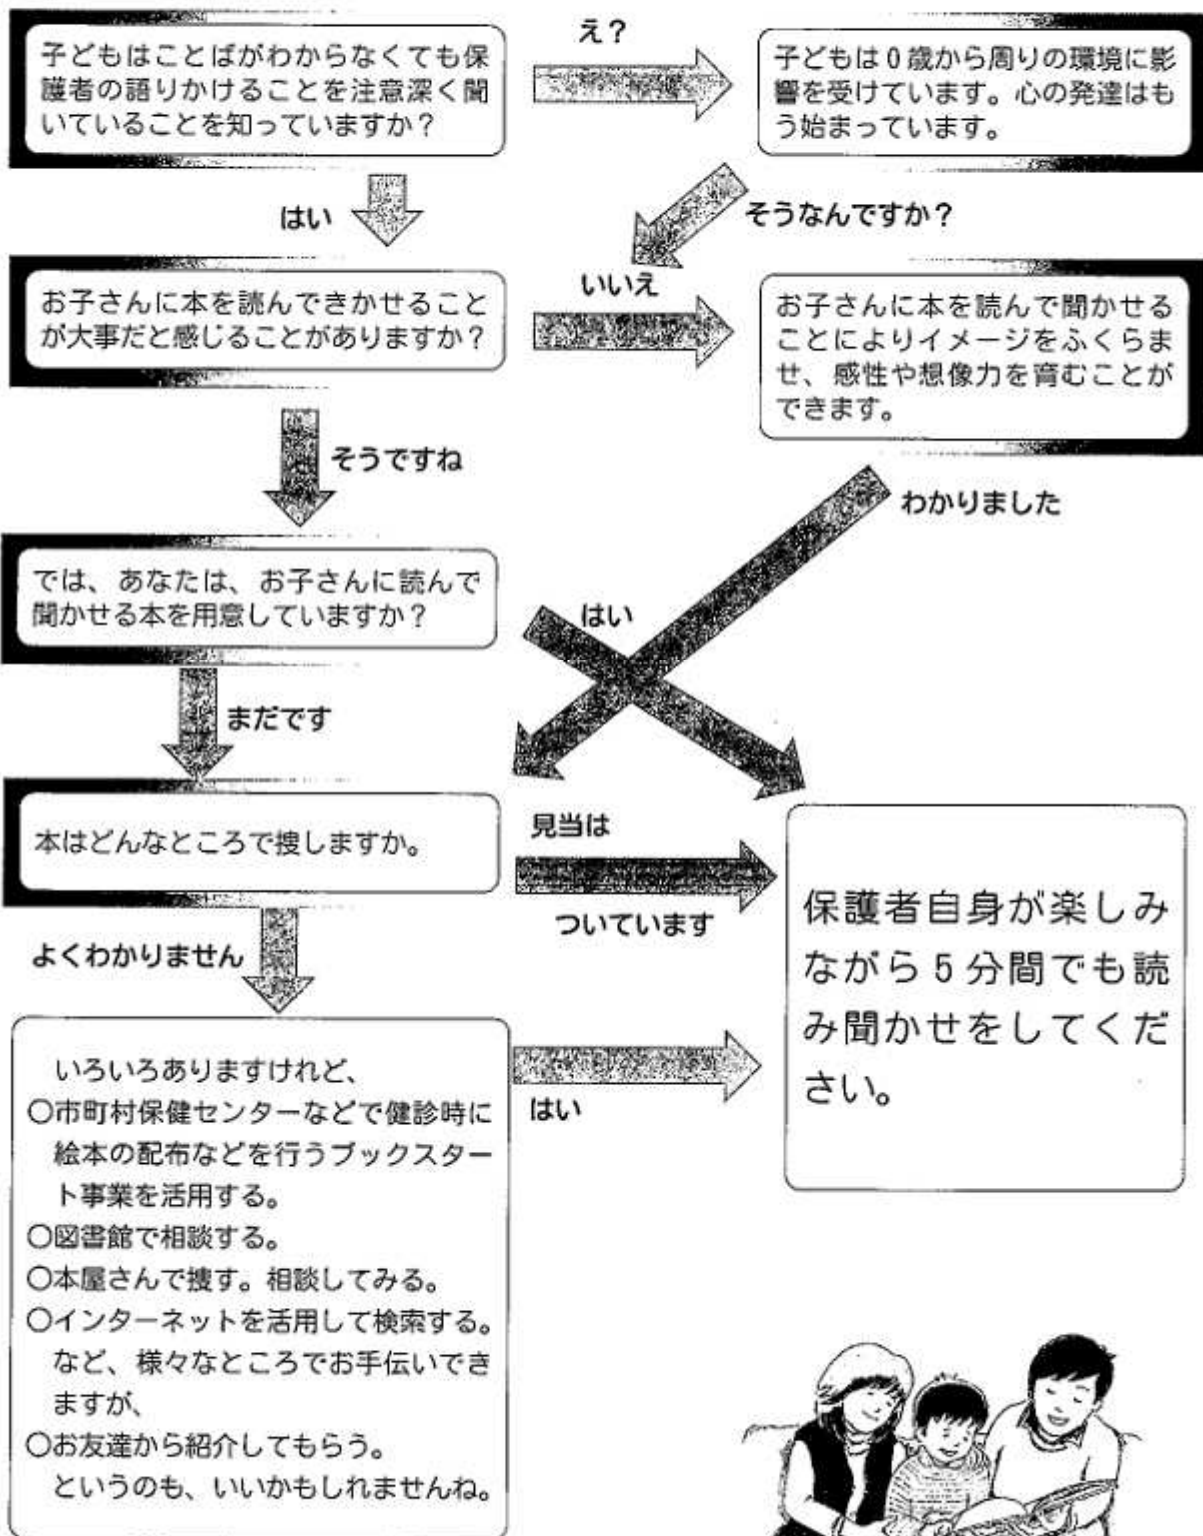 子どもはことばがわからなくても保
護者の語りかけることを注意深く聞
いていることを知っていますか？
え？
子どもは０歳から周りの環境に影
響を受けています。心の発達はも
う始まっています。
はい
そうなんですか？
お子さんに本を読んできかせること
が大事だと感じることがありますか？
いいえ
お子さんに本を読んで聞かせる
ことによりイメージをふくらま
せ、感性や想像力を育むことが
できます。
そうですね
わかりました
では、あなたは、お子さんに読んで
聞かせる本を用意していますか？
はい
まだです
本はどんなところで捜しますか。
見当は
ついています
よくわかりません
保護者自身が楽しみ
ながら５分間でも読
み聞かせをしてくだ
さい。
いろいろありますけれど、
○市町村保健センターなどで健診時に
絵本の配布などを行うブックスター
ト事業を活用する。
○図書館で相談する。
○本屋さんで捜す。相談してみる。
○インターネットを活用して検索する。
など、様々なところでお手伝いでき
ますが、
○お友達から紹介してもらう。
というのも、いいかもしれませんね。
はい